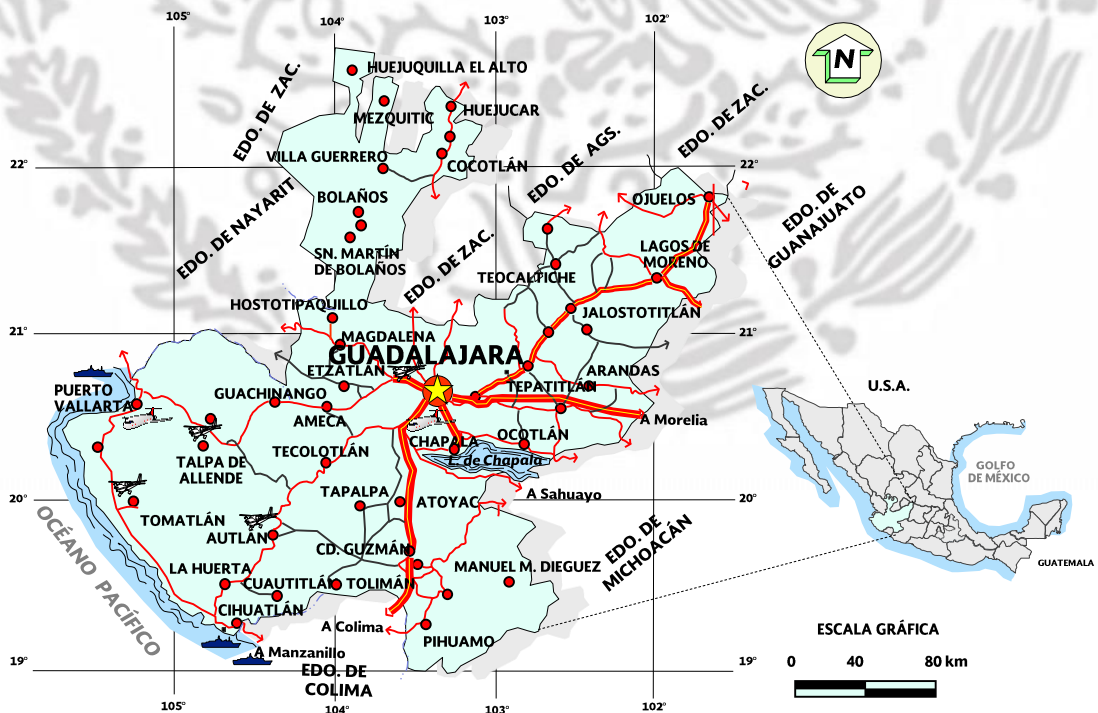 105°
104°
103°
102°
N
HUEJUQUILLA EL ALTO
EDO. DE ZAC.
MEZQUITIC
HUEJUCAR
EDO. DE ZAC.
VILLA GUERRERO
COCOTLÁN
EDO. DE AGS.
22°
22°
BOLAÑOS
OJUELOS
EDO. DE
GUANAJUATO
EDO. DE NAYARIT
SN. MARTÍN
DE BOLAÑOS
EDO. DE ZAC.
LAGOS DE
MORENO
TEOCALTICHE
HOSTOTIPAQUILLO
JALOSTOTITLÁN
21°
21°
MAGDALENA
GUADALAJARA
ETZATLÁN
ARANDAS
TEPATITLÁN
U.S.A.
PUERTO
VALLARTA
GUACHINANGO
AMECA
A Morelia
CHAPALA
OCOTLÁN
TECOLOTLÁN
L. de Chapala
TALPA DE
ALLENDE
GOLFO
DE MÉXICO
20°
20°
TAPALPA
ATOYAC
A Sahuayo
TOMATLÁN
AUTLÁN
OCÉANO PACÍFICO
CD. GUZMÁN
EDO. DE
MICHOACÁN
LA HUERTA
CUAUTITLÁN
TOLIMÁN
MANUEL M. DIEGUEZ
GUATEMALA
CIHUATLÁN
A Colima
PIHUAMO
A Manzanillo
ESCALA GRÁFICA
19°
19°
0 40 80 km
EDO. DE
COLIMA
105°
104°
103°
102°